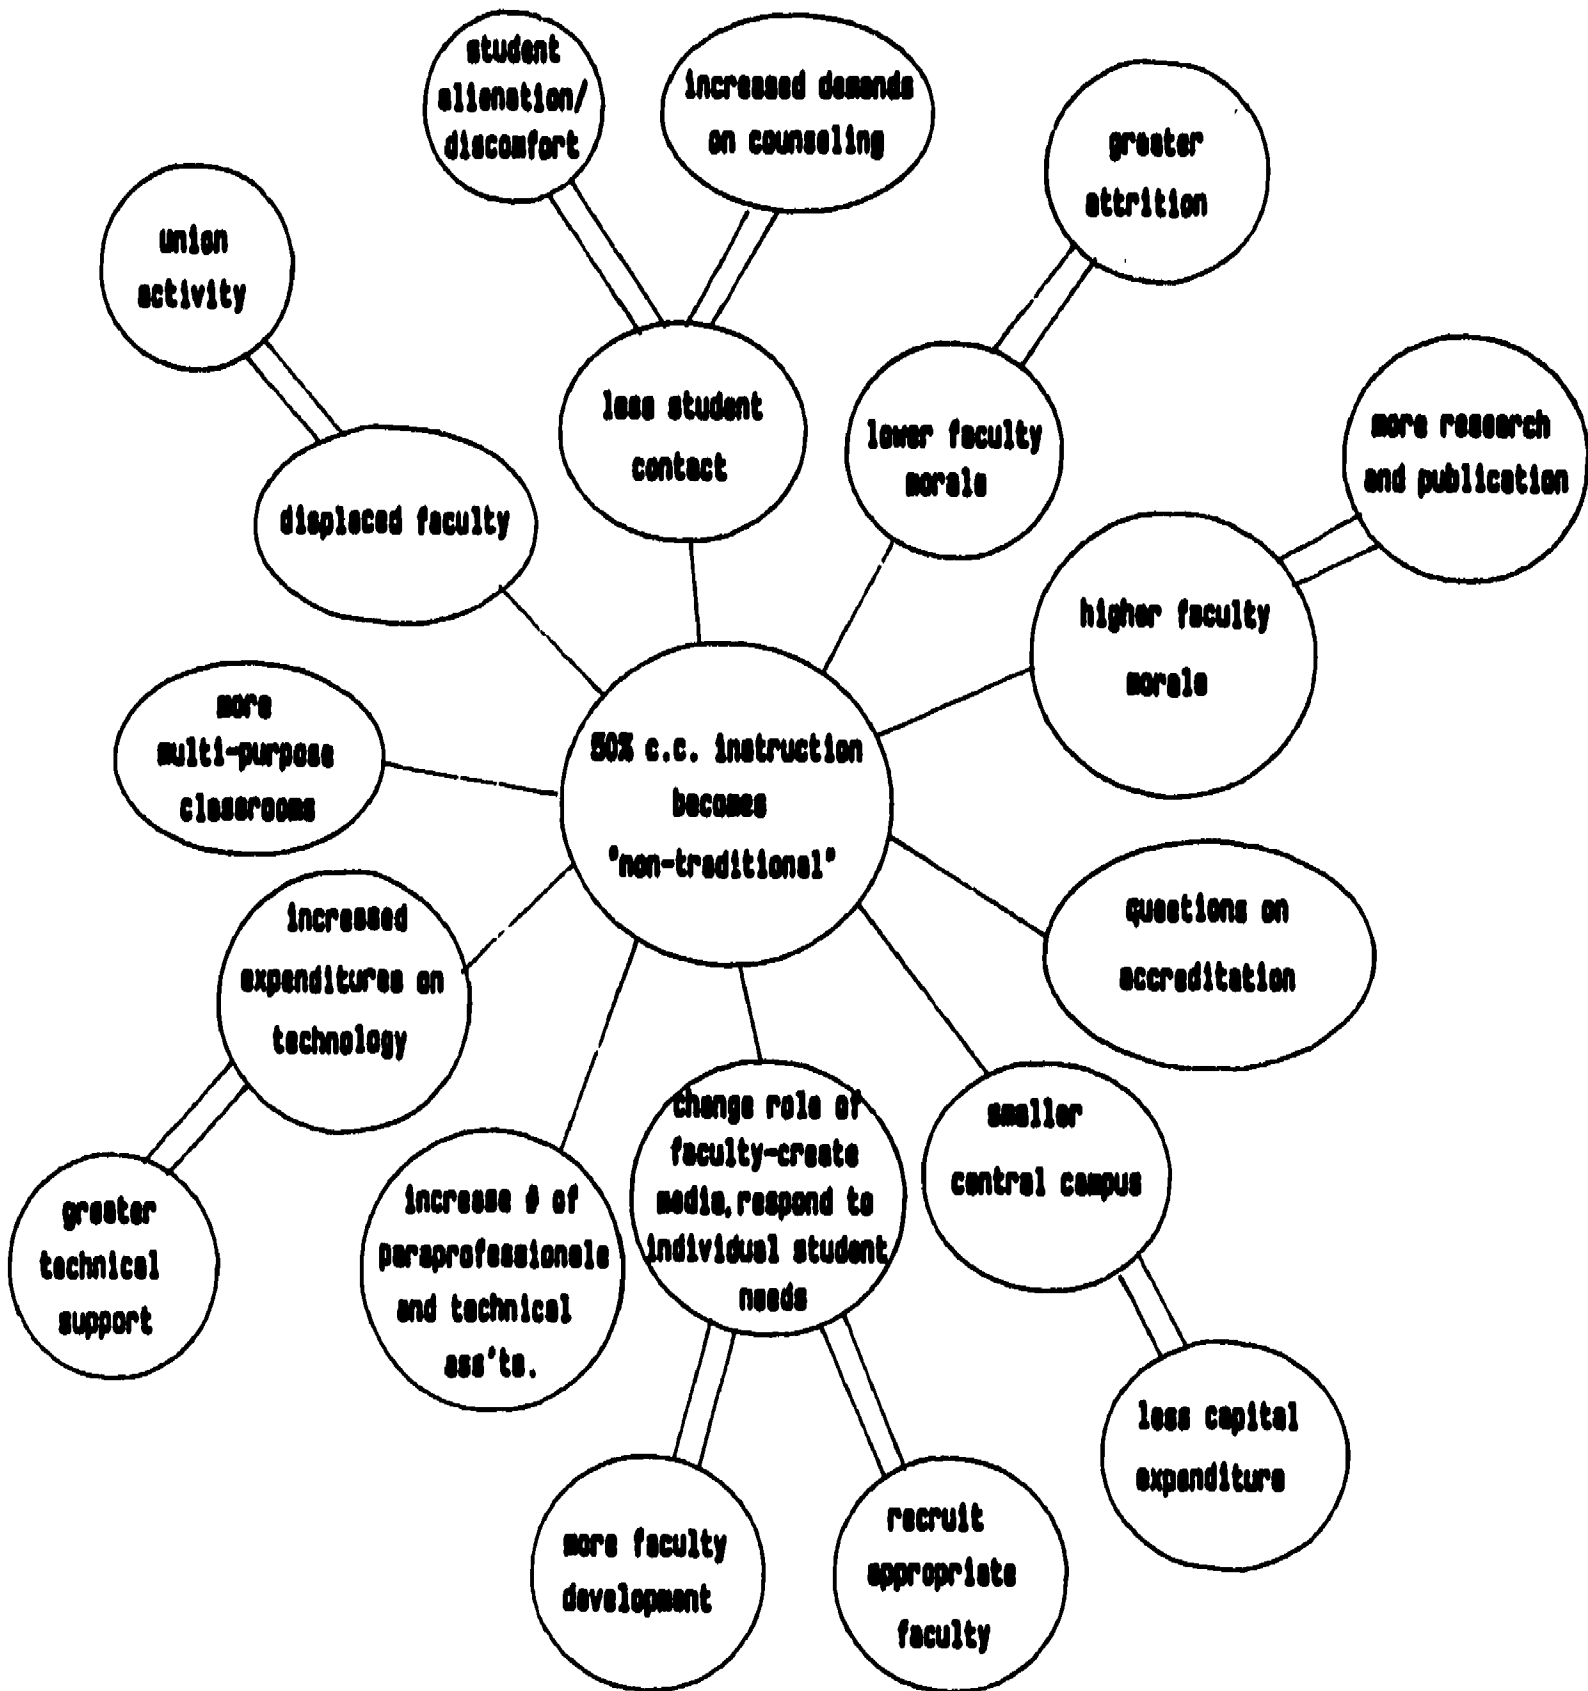 student
alienation/
discomfort
increased demands
on counseling
greater
attrition
union
activity
less student
contact
lower faculty
morale
more research
and publication
displaced faculty
higher faculty
morale
more
multi-purpose
classrooms
50% c.c. instruction
becomes
"non-traditional"
increased
expenditures on
technology
questions on
accreditation
greater
technical
support
increase # of
paraprofessionals
and technical
ass'ts.
change role of
faculty-create
media, respond to
individual student
needs
smaller
central campus
less capital
expenditure
more faculty
development
recruit
appropriate
faculty